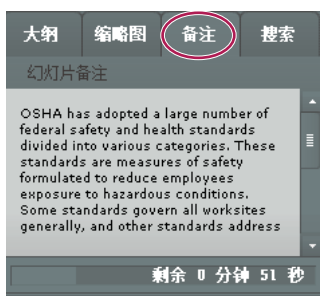 大纲 缩略图 备注 搜索
幻灯片备注
OSHA has adopted a large number of
federal safety and health standards
divided into various categories. These
standards are measures of safety
formulated to reduce employees
exposure to hazardous conditions.
Some standards govern all worksites
generally, and other standards address
剩余 0 分钟 51 秒